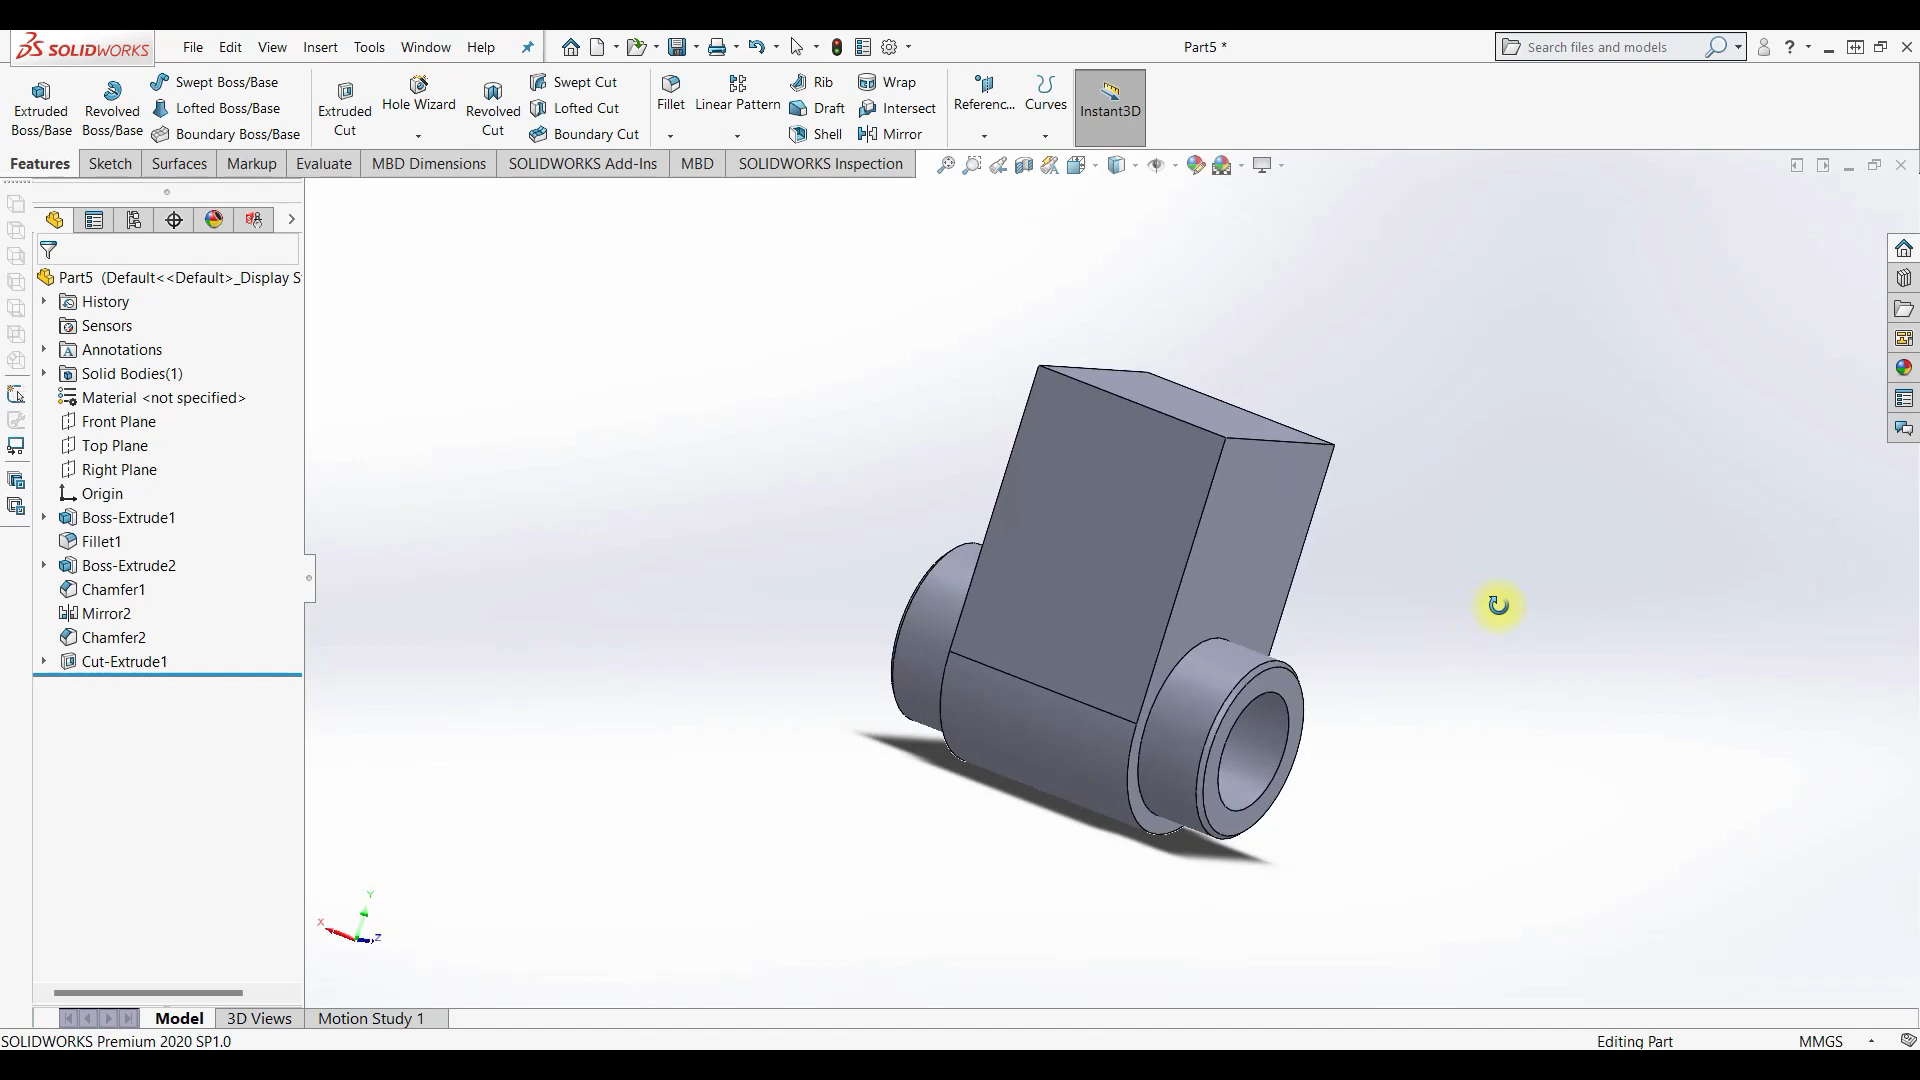 SOLIDWORKS File Edit View Insert Tools Window Help Part5 * Search files and models ?
Extruded Boss/Base
Revolved Boss/Base
Swept Boss/Base
Lofted Boss/Base
Boundary Boss/Base
Extruded Cut
Hole Wizard
Revolved Cut
Swept Cut
Lofted Cut
Boundary Cut
Fillet
Linear Pattern
Rib
Draft
Shell
Wrap
Intersect
Mirror
Referenc...
Curves
Instant3D
Features Sketch Surfaces Markup Evaluate MBD Dimensions SOLIDWORKS Add-Ins MBD SOLIDWORKS Inspection
Part5 (Default<<Default>_Display S
History
Sensors
Annotations
Solid Bodies(1)
Material <not specified>
Front Plane
Top Plane
Right Plane
Origin
Boss-Extrude1
Fillet1
Boss-Extrude2
Chamfer1
Mirror2
Chamfer2
Cut-Extrude1
Y
X
Z
Model 3D Views Motion Study 1
SOLIDWORKS Premium 2020 SP1.0 Editing Part MMGS